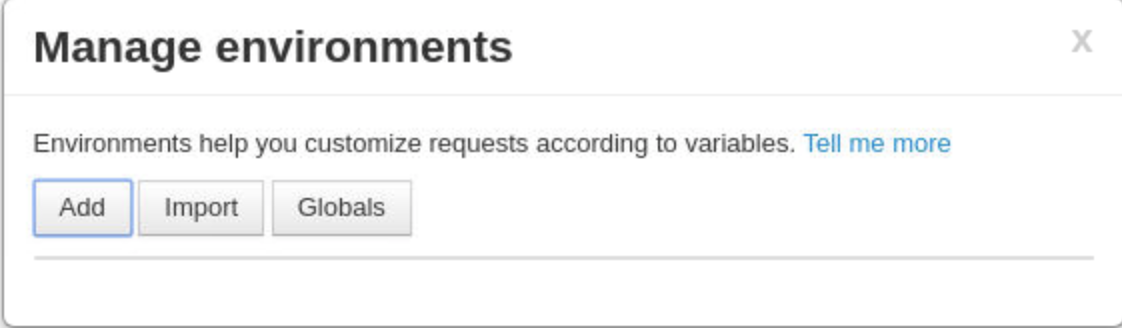 Manage environments
X
Environments help you customize requests according to variables. Tell me more
Add Import Globals